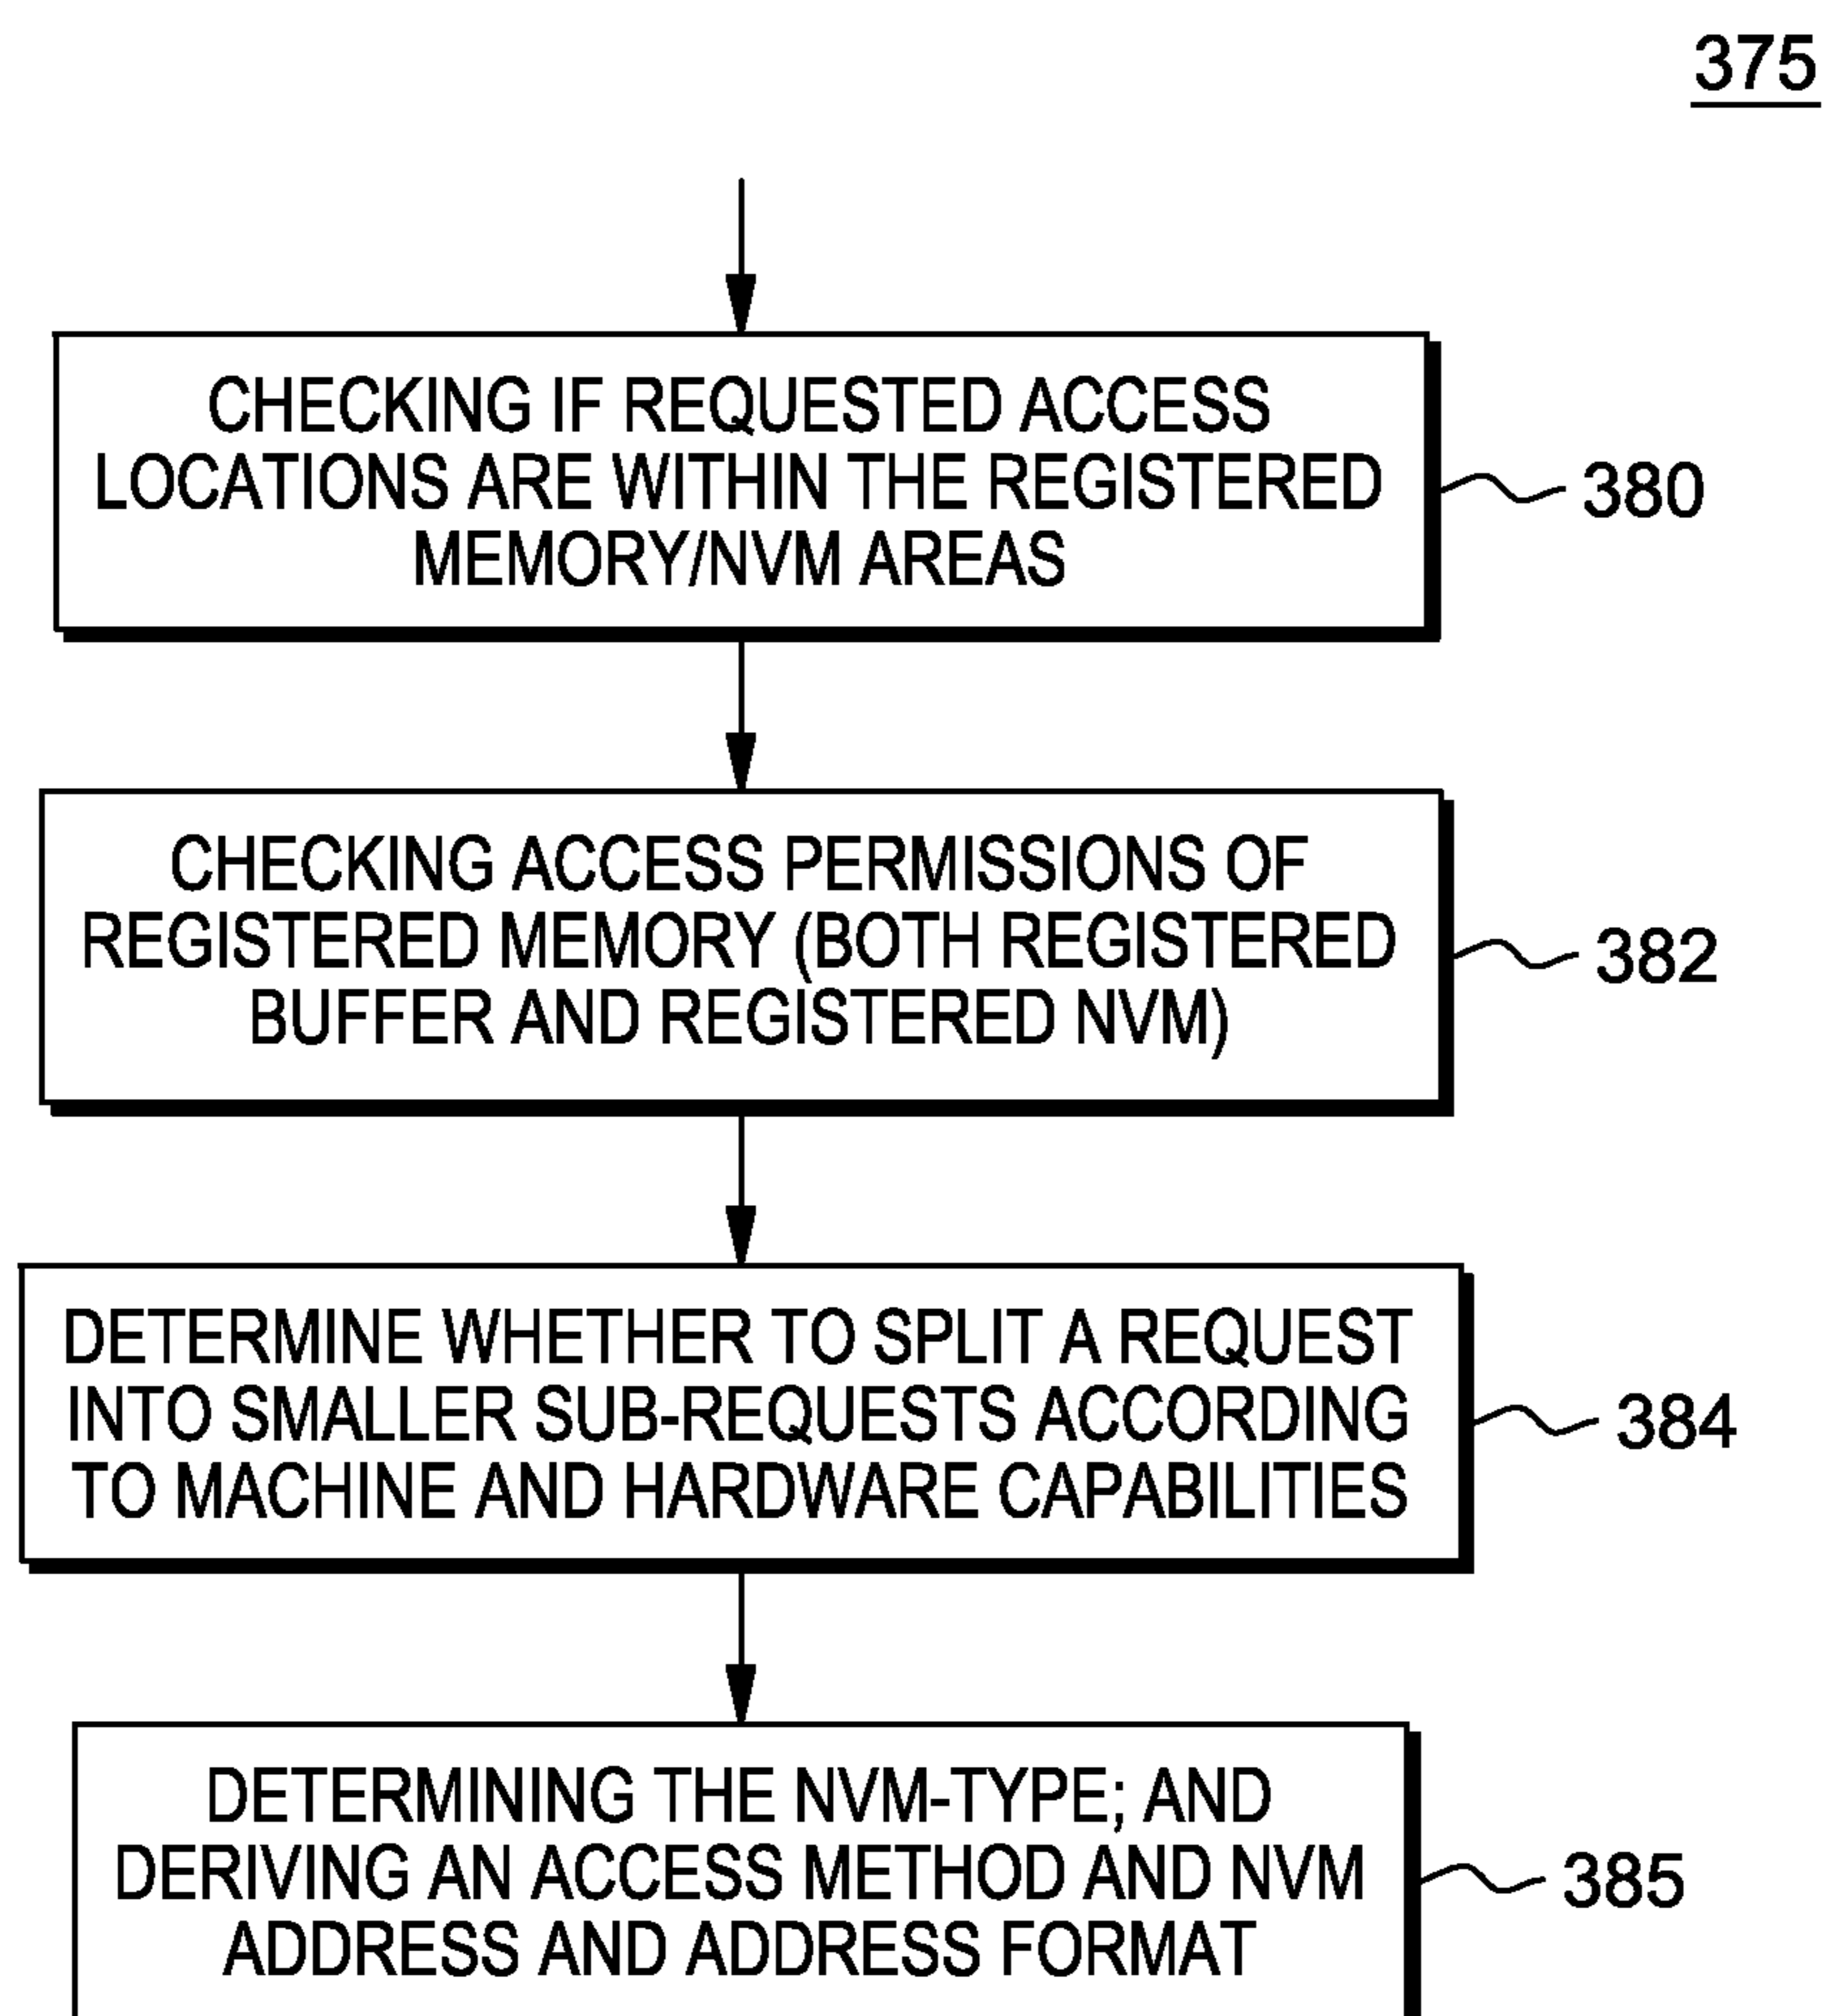 375
CHECKING IF REQUESTED ACCESS
LOCATIONS ARE WITHIN THE REGISTERED
MEMORY/NVM AREAS
380
CHECKING ACCESS PERMISSIONS OF
REGISTERED MEMORY (BOTH REGISTERED
BUFFER AND REGISTERED NVM)
382
DETERMINE WHETHER TO SPLIT A REQUEST
INTO SMALLER SUB-REQUESTS ACCORDING
TO MACHINE AND HARDWARE CAPABILITIES
384
DETERMINING THE NVM-TYPE; AND
DERIVING AN ACCESS METHOD AND NVM
ADDRESS AND ADDRESS FORMAT
385